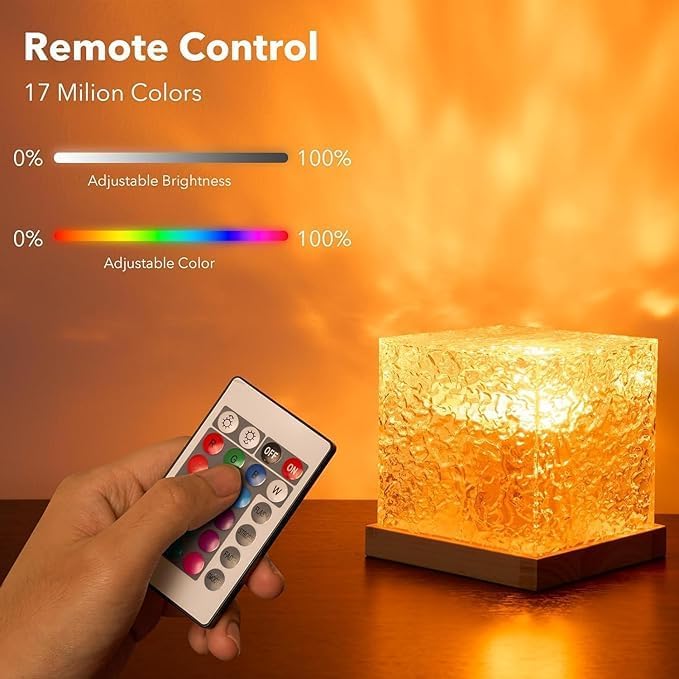 Remote Control
17 Milion Colors
0% 100%
Adjustable Brightness
0% 100%
Adjustable Color
OFF ON
R G B W